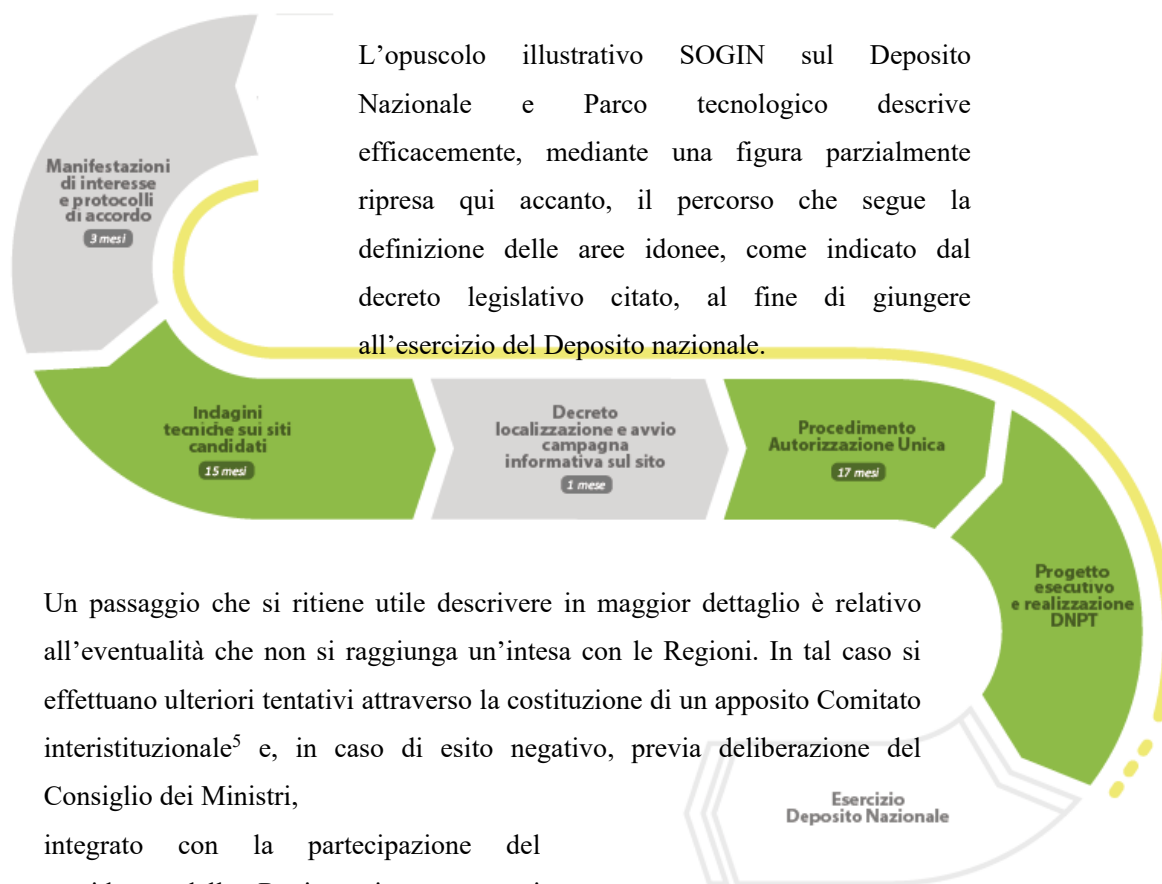 L’opuscolo illustrativo SOGIN sul Deposito
Nazionale e Parco tecnologico descrive
efficacemente, mediante una figura parzialmente
ripresa qui accanto, il percorso che segue la
definizione delle aree idonee, come indicato dal
decreto legislativo citato, al fine di giungere
all’esercizio del Deposito nazionale.
Manifestazioni
di interesse
e protocolli
di accordo
3 mesi
Indagini
tecniche sui siti
candidati
15 mesi
Decreto
localizzazione e avvio
campagna
informativa sul sito
1 mese
Procedimento
Autorizzazione Unica
17 mesi
Progetto
esecutivo
e realizzazione
DNPT
Esercizio
Deposito Nazionale
Un passaggio che si ritiene utile descrivere in maggior dettaglio è relativo
all’eventualità che non si raggiunga un’intesa con le Regioni. In tal caso si
effettuano ulteriori tentativi attraverso la costituzione di un apposito Comitato
interistituzionale⁵ e, in caso di esito negativo, previa deliberazione del
Consiglio dei Ministri,
integrato con la partecipazione del